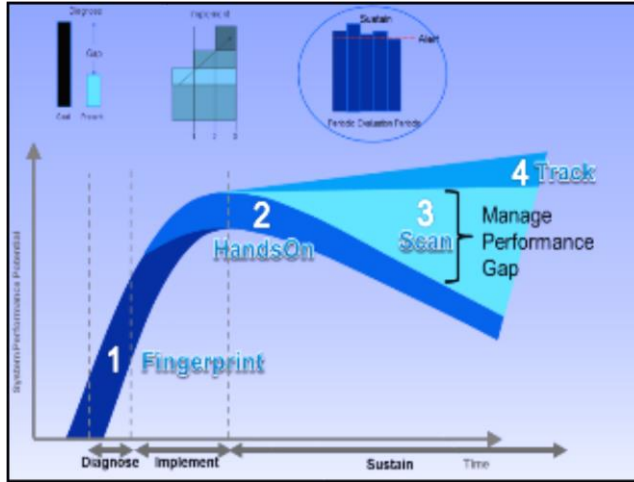 Diagnose
Gap
Goal
Present
Implement
1 2 3
Sustain
Alert
Periodic Evaluation Periodic
System Performance Potential
4 Track
3
Scan
Manage
Performance
Gap
2
HandsOn
1 Fingerprint
Diagnose Implement Sustain Time